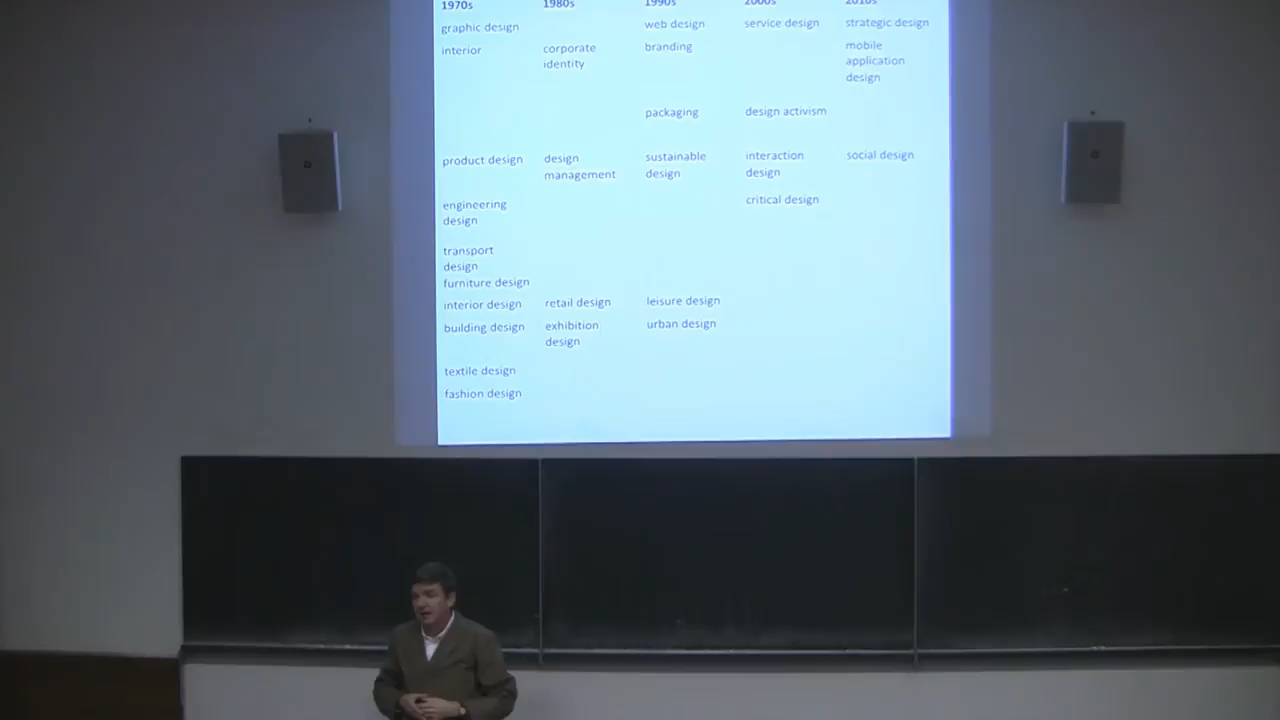 1970s 1980s 1990s 2000s 2010s
graphic design web design service design strategic design
interior corporate identity branding mobile application design
packaging design activism
product design design management sustainable design interaction design social design
engineering design critical design
transport design
furniture design
interior design retail design leisure design
building design exhibition design urban design
textile design
fashion design